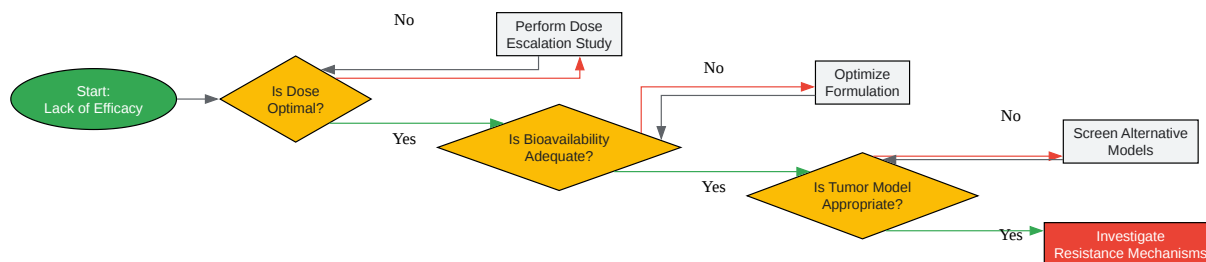 No
Perform Dose
Escalation Study
Start:
Lack of Efficacy
Is Dose
Optimal?
Yes
No
Optimize
Formulation
Is Bioavailability
Adequate?
Yes
No
Screen Alternative
Models
Is Tumor Model
Appropriate?
Yes
Investigate
Resistance Mechanisms